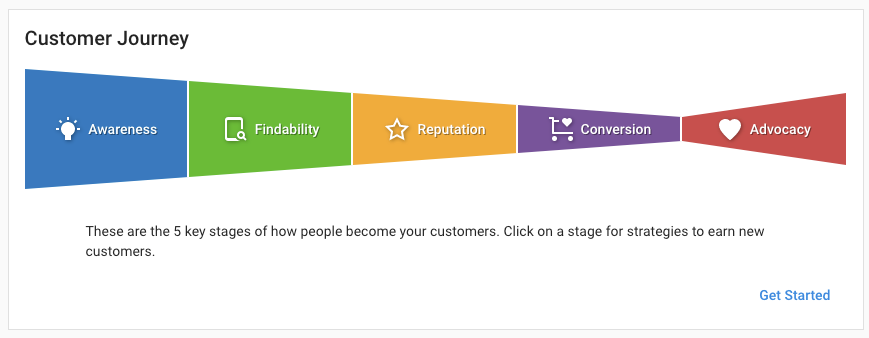 Customer Journey
Awareness
Findability
Reputation
Conversion
Advocacy
These are the 5 key stages of how people become your customers. Click on a stage for strategies to earn new
customers.
Get Started